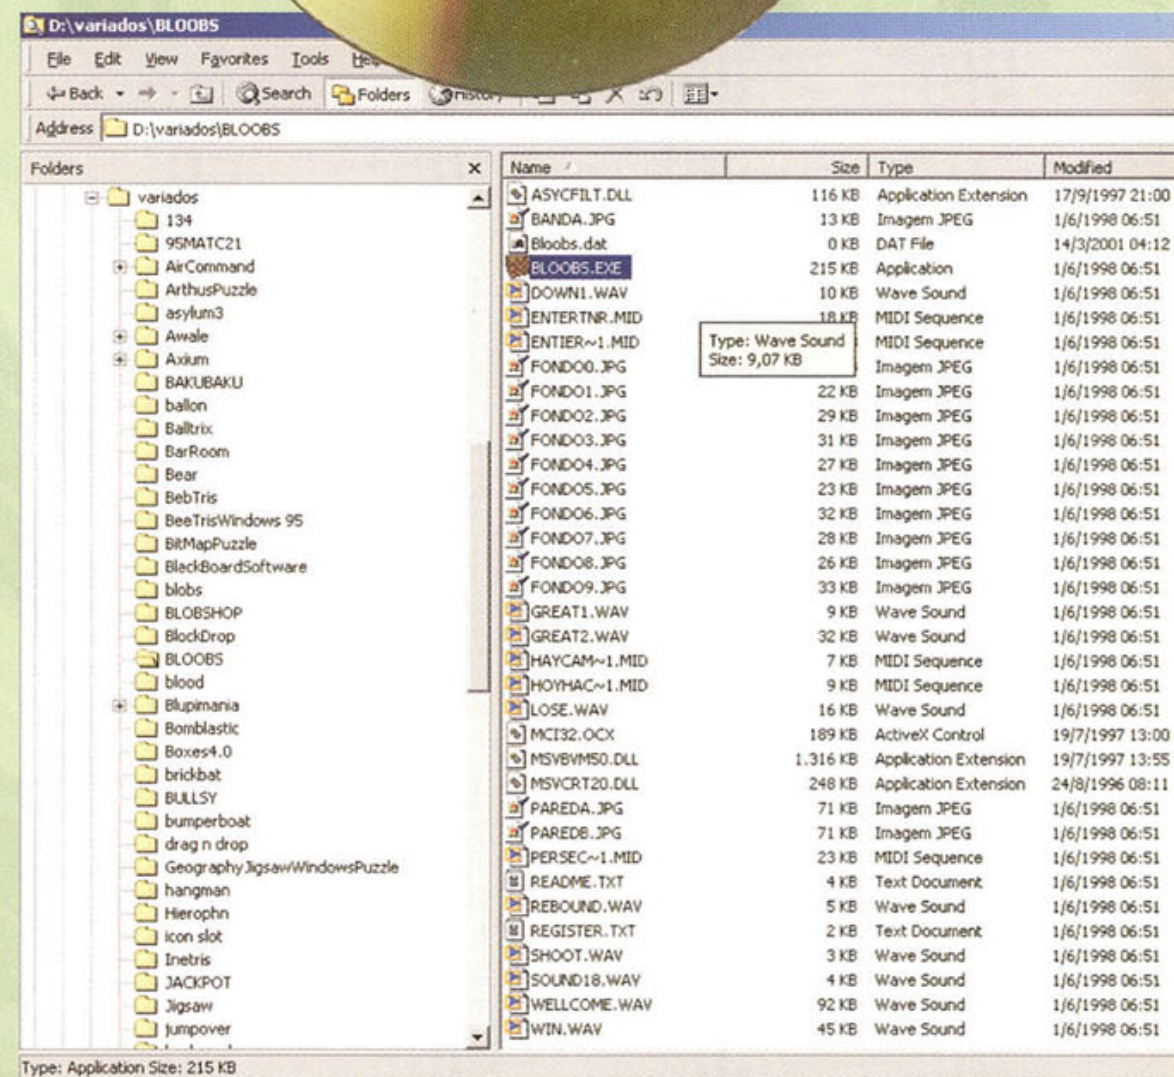 D:\variados\BLOOBS
File Edit View Favorites Tools
Back Search Folders
Address D:\variados\BLOOBS
Folders x
variados
134
95MATC21
AirCommand
ArthusPuzzle
asylum3
Awale
Axium
BAKUBAKU
ballon
Balltrix
BarRoom
Bear
BebTris
BeeTrisWindows 95
BitMapPuzzle
BlackBoardSoftware
blobs
BLOBSHOP
BlockDrop
BLOOBS
blood
Blupimania
Bomblastic
Boxes4.0
brickbat
BULLSY
bumperboat
drag n drop
GeographyJigsawWindowsPuzzle
hangman
Hierophn
icon slot
Inetris
JACKPOT
Jigsaw
jumpover
Name Size Type Modified
ASYCFILT.DLL 116 KB Application Extension 17/9/1997 21:00
BANDA.JPG 13 KB Imagem JPEG 1/6/1998 06:51
Bloobs.dat 0 KB DAT File 14/3/2001 04:12
BLOOBS.EXE 215 KB Application 1/6/1998 06:51
DOWN1.WAV 10 KB Wave Sound 1/6/1998 06:51
ENTERTNR.MID 18 KB MIDI Sequence 1/6/1998 06:51
ENTIER~1.MID MIDI Sequence 1/6/1998 06:51
Type: Wave Sound
Size: 9,07 KB
FONDO0.JPG Imagem JPEG 1/6/1998 06:51
FONDO1.JPG 22 KB Imagem JPEG 1/6/1998 06:51
FONDO2.JPG 29 KB Imagem JPEG 1/6/1998 06:51
FONDO3.JPG 31 KB Imagem JPEG 1/6/1998 06:51
FONDO4.JPG 27 KB Imagem JPEG 1/6/1998 06:51
FONDO5.JPG 23 KB Imagem JPEG 1/6/1998 06:51
FONDO6.JPG 32 KB Imagem JPEG 1/6/1998 06:51
FONDO7.JPG 28 KB Imagem JPEG 1/6/1998 06:51
FONDO8.JPG 26 KB Imagem JPEG 1/6/1998 06:51
FONDO9.JPG 33 KB Imagem JPEG 1/6/1998 06:51
GREAT1.WAV 9 KB Wave Sound 1/6/1998 06:51
GREAT2.WAV 32 KB Wave Sound 1/6/1998 06:51
HAYCAM~1.MID 7 KB MIDI Sequence 1/6/1998 06:51
HOYHAC~1.MID 9 KB MIDI Sequence 1/6/1998 06:51
LOSE.WAV 16 KB Wave Sound 1/6/1998 06:51
MCI32.OCX 189 KB ActiveX Control 19/7/1997 13:00
MSVBVM50.DLL 1.316 KB Application Extension 19/7/1997 13:55
MSVCRT20.DLL 248 KB Application Extension 24/8/1996 08:11
PAREDA.JPG 71 KB Imagem JPEG 1/6/1998 06:51
PAREDB.JPG 71 KB Imagem JPEG 1/6/1998 06:51
PERSEC~1.MID 23 KB MIDI Sequence 1/6/1998 06:51
README.TXT 4 KB Text Document 1/6/1998 06:51
REBOUND.WAV 5 KB Wave Sound 1/6/1998 06:51
REGISTER.TXT 2 KB Text Document 1/6/1998 06:51
SHOOT.WAV 3 KB Wave Sound 1/6/1998 06:51
SOUND18.WAV 4 KB Wave Sound 1/6/1998 06:51
WELLCOME.WAV 92 KB Wave Sound 1/6/1998 06:51
WIN.WAV 45 KB Wave Sound 1/6/1998 06:51
Type: Application Size: 215 KB